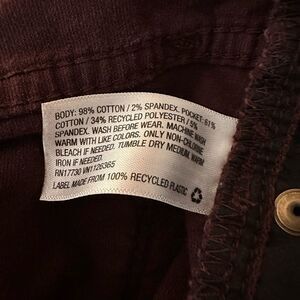 BODY: 98% COTTON / 2% SPANDEX. POCKET: 61%
COTTON / 34% RECYCLED POLYESTER / 5%
SPANDEX. WASH BEFORE WEAR. MACHINE WASH
WARM WITH LIKE COLORS. ONLY NON-CHLORINE
BLEACH IF NEEDED. TUMBLE DRY MEDIUM. WARM
IRON IF NEEDED.
RN17730 VN1126365
LABEL MADE FROM 100% RECYCLED PLASTIC